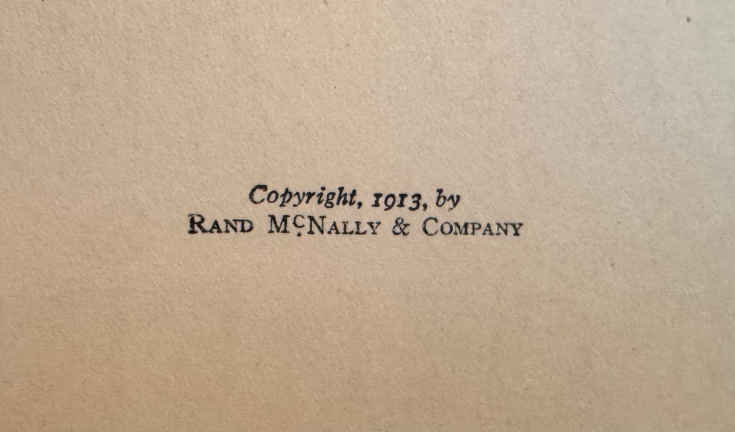 Copyright, 1913, by
Rand McNally & Company